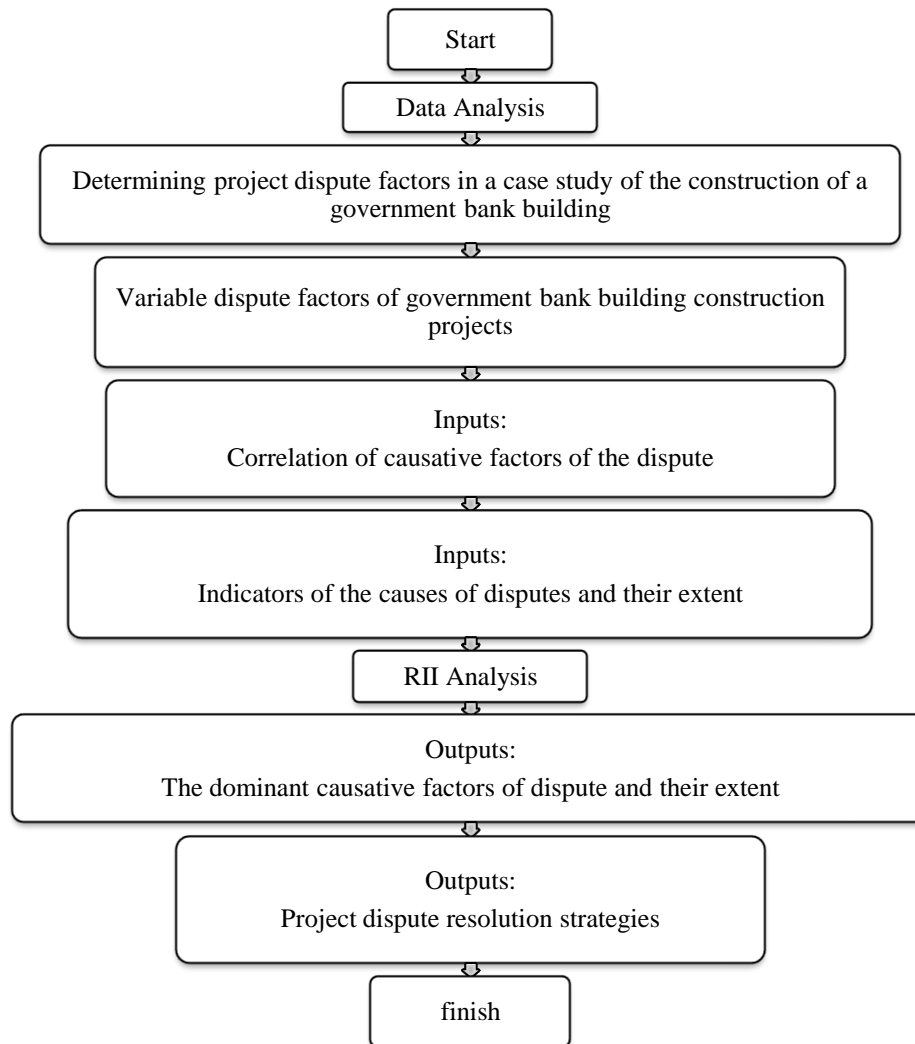 Start
Data Analysis
Determining project dispute factors in a case study of the construction of a
government bank building
Variable dispute factors of government bank building construction
projects
Inputs:
Correlation of causative factors of the dispute
Inputs:
Indicators of the causes of disputes and their extent
RII Analysis
Outputs:
The dominant causative factors of dispute and their extent
Outputs:
Project dispute resolution strategies
finish